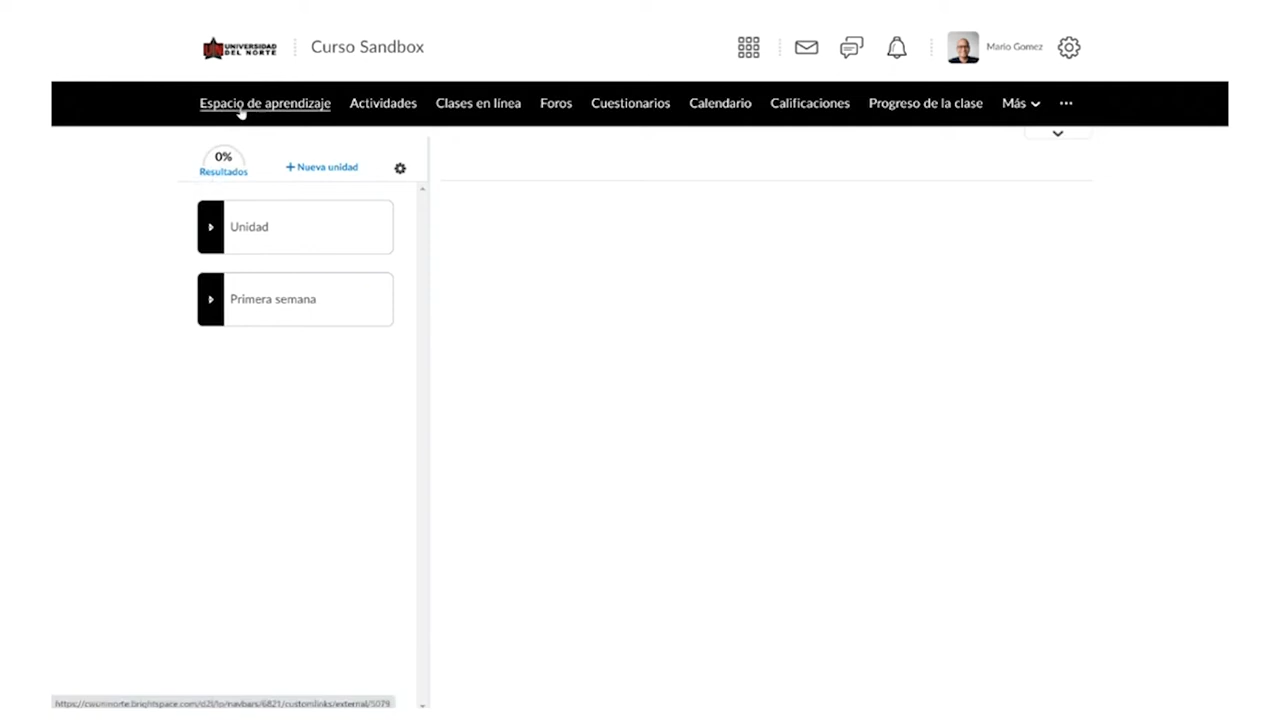 UNIVERSIDAD
DEL NORTE
Curso Sandbox
Mario Gomez
Espacio de aprendizaje Actividades Clases en línea Foros Cuestionarios Calendario Calificaciones Progreso de la clase Más ···
0%
Resultados
+ Nueva unidad
Unidad
Primera semana